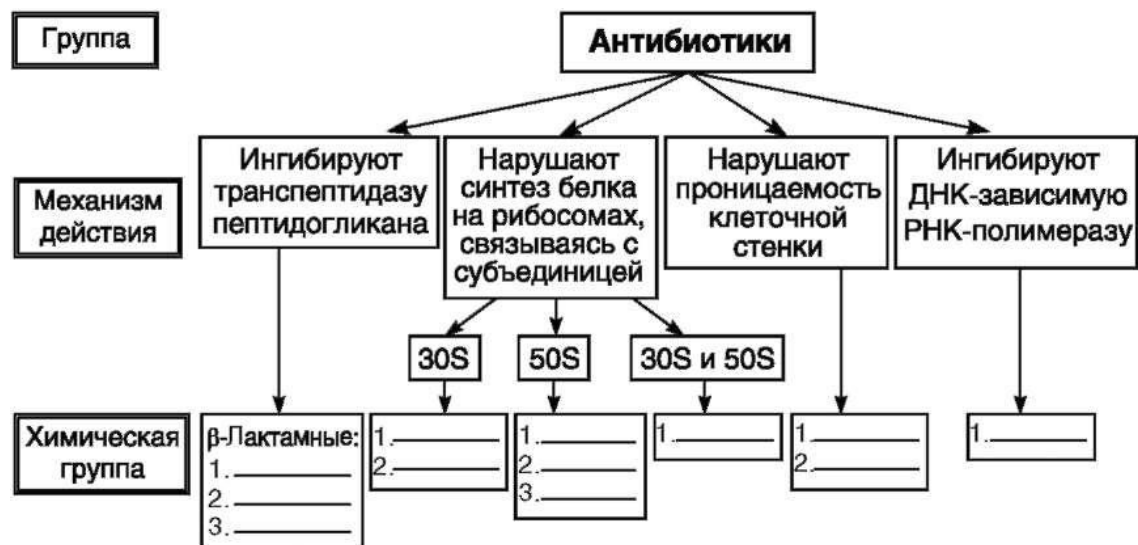 Группа
Антибиотики
Механизм
действия
Ингибируют
транспептидазу
пептидогликана
Нарушают
синтез белка
на рибосомах,
связываясь с
субъединицей
Нарушают
проницаемость
клеточной
стенки
Ингибируют
ДНК-зависимую
РНК-полимеразу
30S
50S
30S и 50S
Химическая
группа
β-Лактамные:
1.
2.
3.
1.
2.
1.
2.
3.
1.
1.
2.
1.